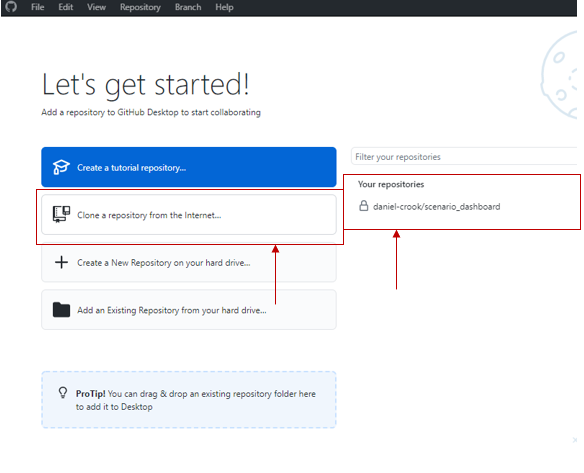 File Edit View Repository Branch Help
Let's get started!
Add a repository to GitHub Desktop to start collaborating
Create a tutorial repository...
Clone a repository from the Internet...
Create a New Repository on your hard drive...
Add an Existing Repository from your hard drive...
ProTip! You can drag & drop an existing repository folder here
to add it to Desktop
Filter your repositories
Your repositories
daniel-crook/scenario_dashboard